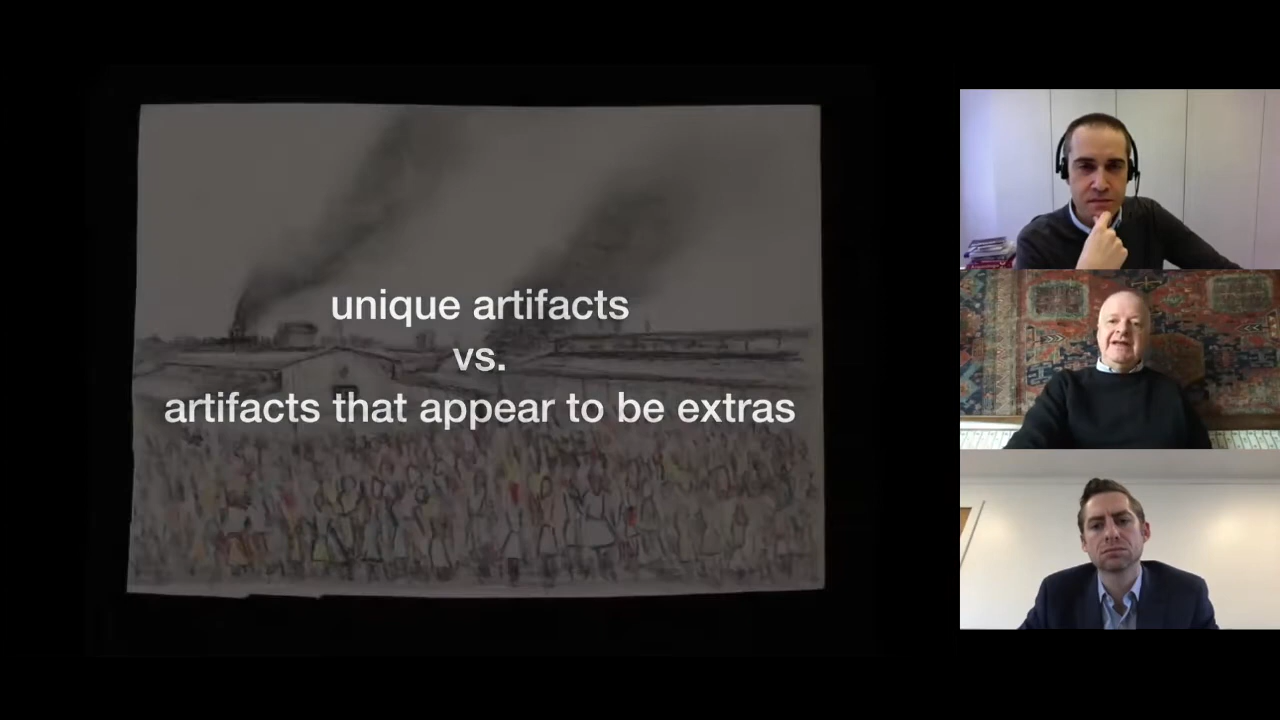 unique artifacts
vs.
artifacts that appear to be extras